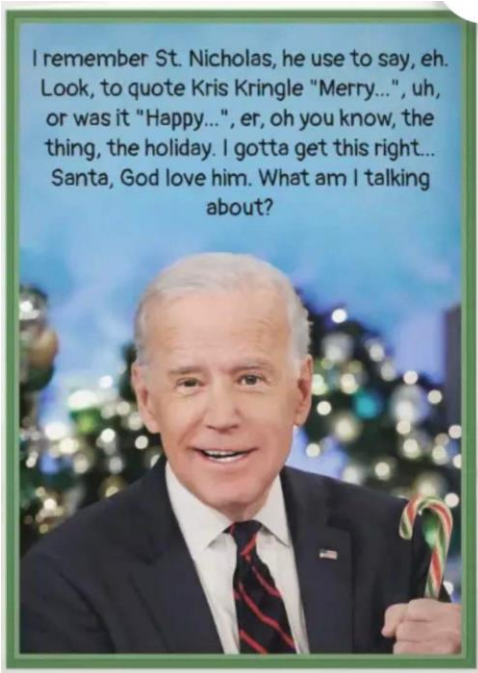 I remember St. Nicholas, he use to say, eh.
Look, to quote Kris Kringle "Merry...", uh,
or was it "Happy...", er, oh you know, the
thing, the holiday. I gotta get this right...
Santa, God love him. What am I talking
about?